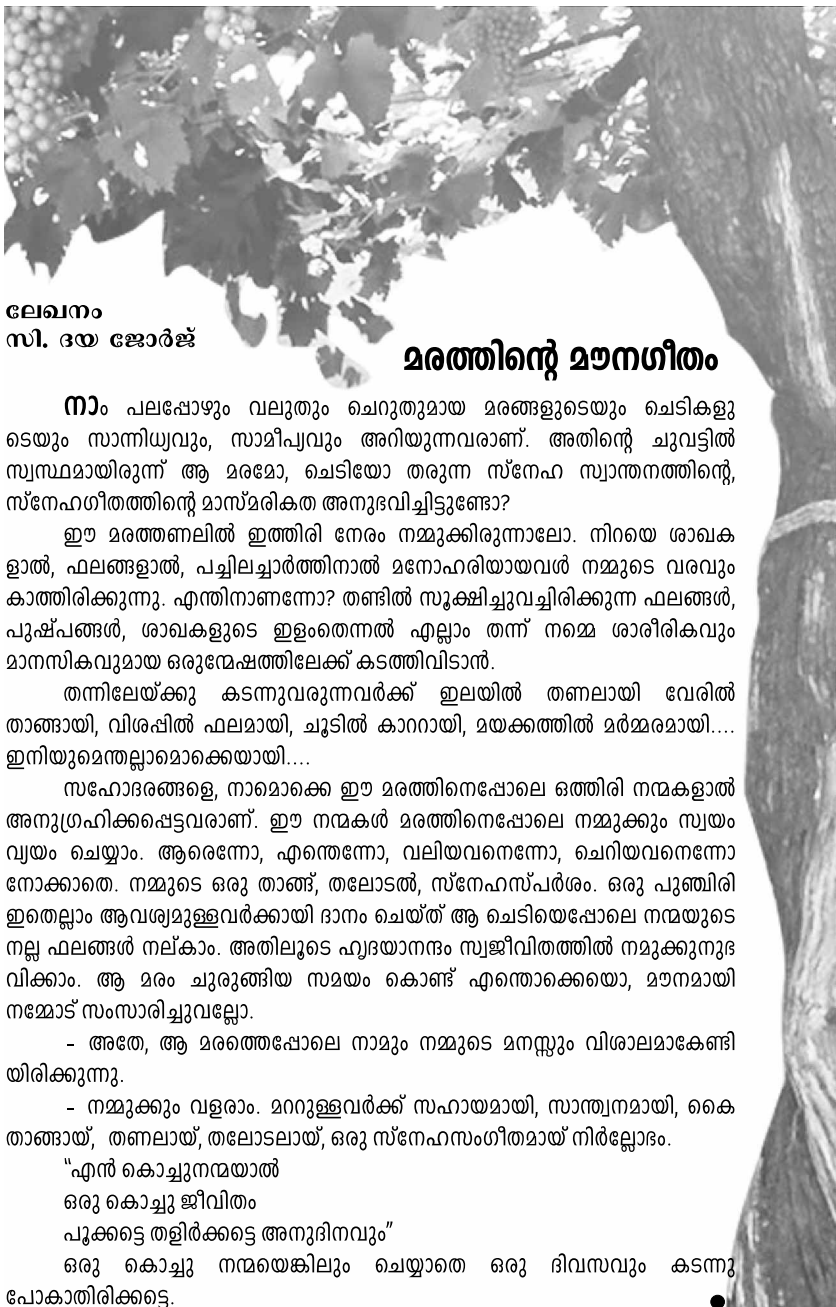 ലേഖനം
സി. ദയ ജോർജ്
മരത്തിന്റെ മൗനഗീതം
നാം പലപ്പോഴും വലുതും ചെറുതുമായ മരങ്ങളുടെയും ചെടികളു
ടെയും സാന്നിധ്യവും, സാമീപ്യവും അറിയുന്നവരാണ്. അതിന്റെ ചുവട്ടിൽ
സ്വസ്ഥമായിരുന്ന് ആ മരമോ, ചെടിയോ തരുന്ന സ്നേഹ സ്വാന്തനത്തിന്റെ,
സ്നേഹഗീതത്തിന്റെ മാസ്മരികത അനുഭവിച്ചിട്ടുണ്ടോ?
ഈ മരത്തണലിൽ ഇത്തിരി നേരം നമ്മുക്കിരുന്നാലോ. നിറയെ ശാഖക
ളാൽ, ഫലങ്ങളാൽ, പച്ചിലച്ചാർത്തിനാൽ മനോഹരിയായവൾ നമ്മുടെ വരവും
കാത്തിരിക്കുന്നു. എന്തിനാണന്നോ? തണ്ടിൽ സൂക്ഷിച്ചുവച്ചിരിക്കുന്ന ഫലങ്ങൾ,
പുഷ്പങ്ങൾ, ശാഖകളുടെ ഇളംതെന്നൽ എല്ലാം തന്ന് നമ്മെ ശാരീരികവും
മാനസികവുമായ ഒരുന്മേഷത്തിലേക്ക് കടത്തിവിടാൻ.
തന്നിലേയ്ക്കു കടന്നുവരുന്നവർക്ക് ഇലയിൽ തണലായി വേരിൽ
താങ്ങായി, വിശപ്പിൽ ഫലമായി, ചൂടിൽ കാററായി, മയക്കത്തിൽ മർമ്മരമായി....
ഇനിയുമെന്തല്ലാമൊക്കെയായി....
സഹോദരങ്ങളെ, നാമൊക്കെ ഈ മരത്തിനെപ്പോലെ ഒത്തിരി നന്മകളാൽ
അനുഗ്രഹിക്കപ്പെട്ടവരാണ്. ഈ നന്മകൾ മരത്തിനെപ്പോലെ നമ്മുക്കും സ്വയം
വ്യയം ചെയ്യാം. ആരെന്നോ, എന്തെന്നോ, വലിയവനെന്നോ, ചെറിയവനെന്നോ
നോക്കാതെ. നമ്മുടെ ഒരു താങ്ങ്, തലോടൽ, സ്നേഹസ്പർശം. ഒരു പുഞ്ചിരി
ഇതെല്ലാം ആവശ്യമുള്ളവർക്കായി ദാനം ചെയ്ത് ആ ചെടിയെപ്പോലെ നന്മയുടെ
നല്ല ഫലങ്ങൾ നല്കാം. അതിലൂടെ ഹൃദയാനന്ദം സ്വജീവിതത്തിൽ നമുക്കുനുഭ
വിക്കാം. ആ മരം ചുരുങ്ങിയ സമയം കൊണ്ട് എന്തൊക്കെയൊ, മൗനമായി
നമ്മോട് സംസാരിച്ചുവല്ലോ.
– അതേ, ആ മരത്തെപ്പോലെ നാമും നമ്മുടെ മനസ്സും വിശാലമാകേണ്ടി
യിരിക്കുന്നു.
– നമ്മുക്കും വളരാം. മററുള്ളവർക്ക് സഹായമായി, സാന്ത്വനമായി, കൈ
താങ്ങായ്, തണലായ്, തലോടലായ്, ഒരു സ്നേഹസംഗീതമായ് നിർല്ലോഭം.
“എൻ കൊച്ചുനന്മയാൽ
ഒരു കൊച്ചു ജീവിതം
പൂക്കട്ടെ തളിർക്കട്ടെ അനുദിനവും”
ഒരു കൊച്ചു നന്മയെങ്കിലും ചെയ്യാതെ ഒരു ദിവസവും കടന്നു
പോകാതിരിക്കട്ടെ.